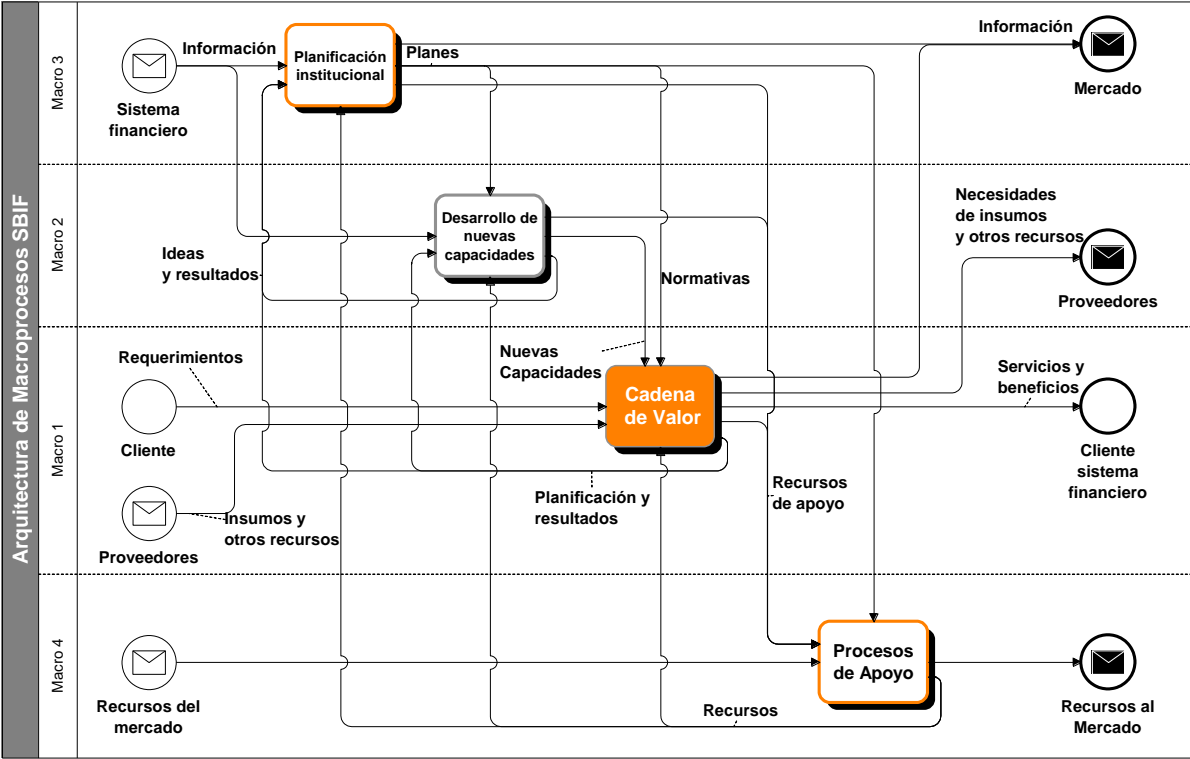 Arquitectura de Macroprocesos SBIF
Macro 3
Sistema
financiero
Información
Planificación
institucional
Planes
Información
Mercado
Macro 2
Ideas
y resultados
Desarrollo de
nuevas
capacidades
Normativas
Necesidades
de insumos
y otros recursos
Proveedores
Macro 1
Requerimientos
Cliente
Proveedores
Insumos y
otros recursos
Nuevas
Capacidades
Cadena
de Valor
Planificación y
resultados
Recursos
de apoyo
Servicios y
beneficios
Cliente
sistema
financiero
Macro 4
Recursos del
mercado
Recursos
Procesos
de Apoyo
Recursos al
Mercado